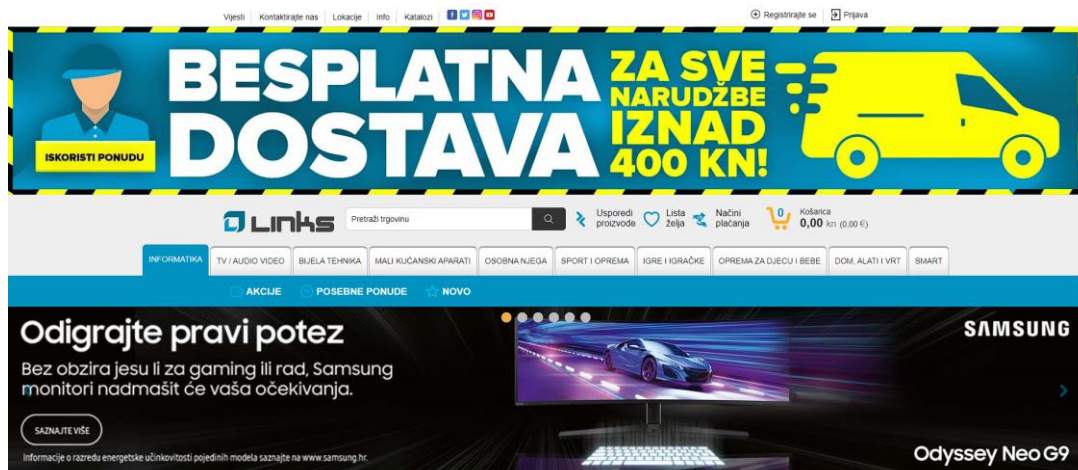 Vijesti Kontaktirajte nas Lokacije Info Katalozi Registrirajte se Prijava
BESPLATNA
DOSTAVA
ZA SVE
NARUDŽBE
IZNAD
400 KN!
ISKORISTI PONUDU
Links
Pretraži trgovinu
Usporedi
proizvode
Lista
želja
Načini
plaćanja
0
Košarica
0,00 kn (0,00 €)
INFORMATIKA TV / AUDIO VIDEO BIJELA TEHNIKA MALI KUĆANSKI APARATI OSOBNA NJEGA SPORT I OPREMA IGRE I IGRAČKE OPREMA ZA DJECU I BEBE DOM, ALATI I VRT SMART
AKCIJE POSEBNE PONUDE NOVO
Odigrajte pravi potez
Bez obzira jesu li za gaming ili rad, Samsung
monitori nadmašit će vaša očekivanja.
SAZNAJTE VIŠE
Informacije o razredu energetske učinkovitosti pojedinih modela saznajte na www.samsung.hr.
SAMSUNG
Odyssey Neo G9